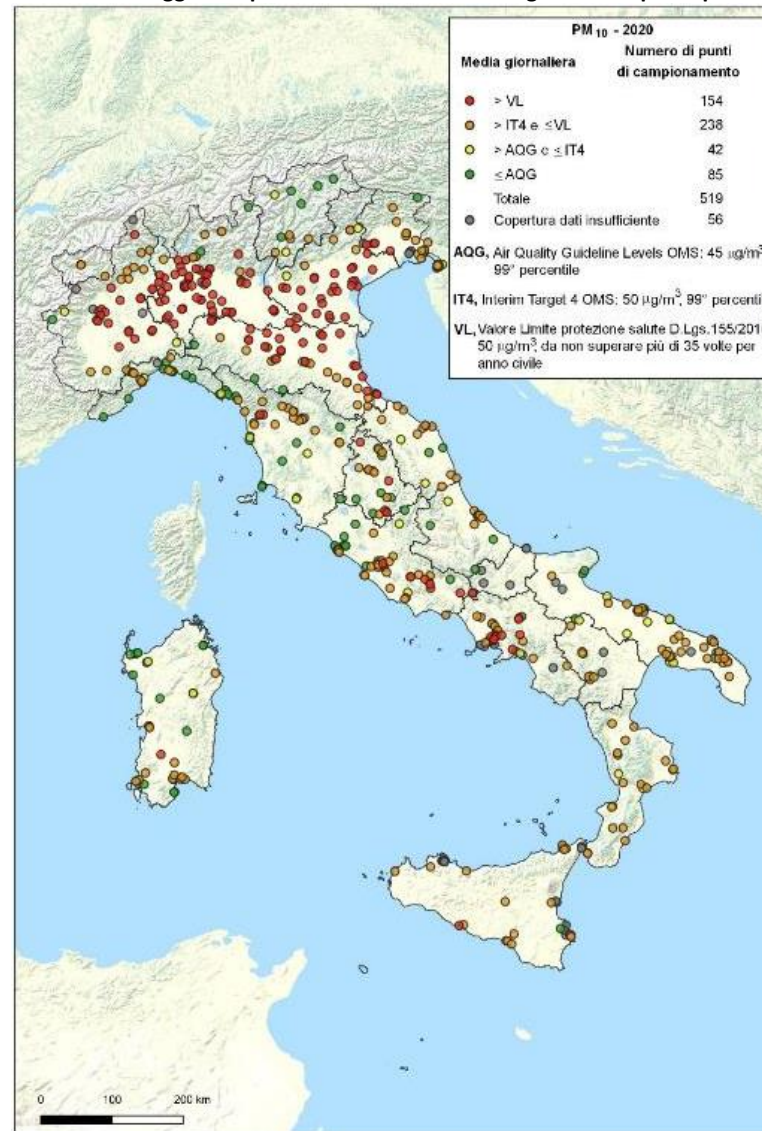 PM 10 - 2020
Media giornaliera Numero di punti di campionamento
> VL 154
> IT4 e ≤VL 238
> AQG e ≤ IT4 42
≤ AQG 85
Totale 519
Copertura dati insufficiente 56
AQG, Air Quality Guideline Levels OMS: 45 µg/m³
99° percentile
IT4, Interim Target 4 OMS: 50 µg/m³, 99° percenti
VL, Valore Limite protezione salute D.Lgs.155/201
50 µg/m³, da non superare più di 35 volte per
anno civile
0 100 200 km